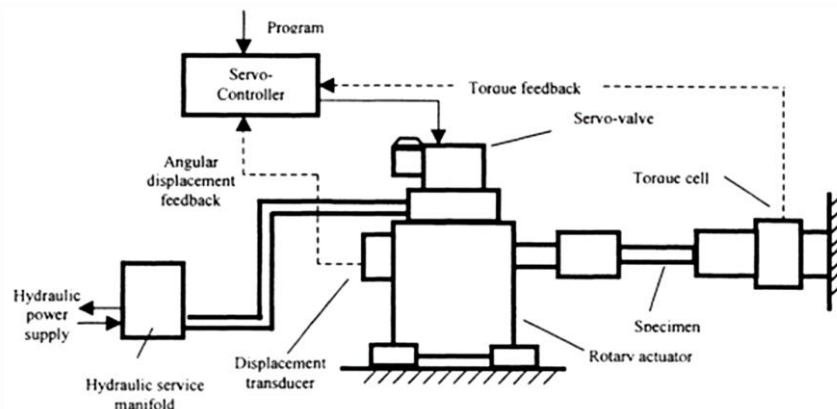 Program
Servo-
Controller
Torque feedback
Servo-valve
Angular
displacement
feedback
Torque cell
Hydraulic
power
supply
Specimen
Displacement
transducer
Rotary actuator
Hydraulic service
manifold